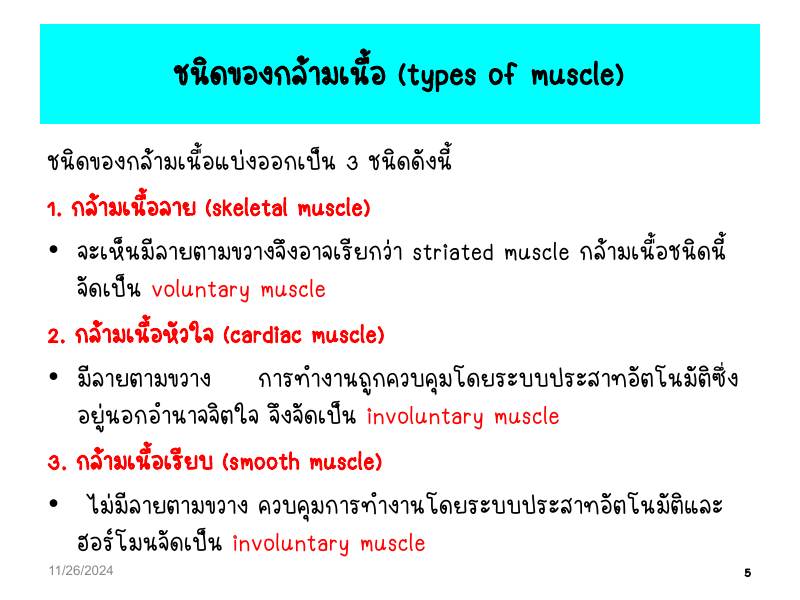 ชนิดของกล้ามเนื้อ (types of muscle)
ชนิดของกล้ามเนื้อแบ่งออกเป็น 3 ชนิดดังนี้
1. กล้ามเนื้อลาย (skeletal muscle)
• จะเห็นมีลายตามขวางจึงอาจเรียกว่า striated muscle กล้ามเนื้อชนิดนี้
จัดเป็น voluntary muscle
2. กล้ามเนื้อหัวใจ (cardiac muscle)
• มีลายตามขวาง การทำงานถูกควบคุมโดยระบบประสาทอัตโนมัติซึ่ง
อยู่นอกอำนาจจิตใจ จึงจัดเป็น involuntary muscle
3. กล้ามเนื้อเรียบ (smooth muscle)
• ไม่มีลายตามขวาง ควบคุมการทำงานโดยระบบประสาทอัตโนมัติและ
ฮอร์โมนจัดเป็น involuntary muscle
11/26/2024 5